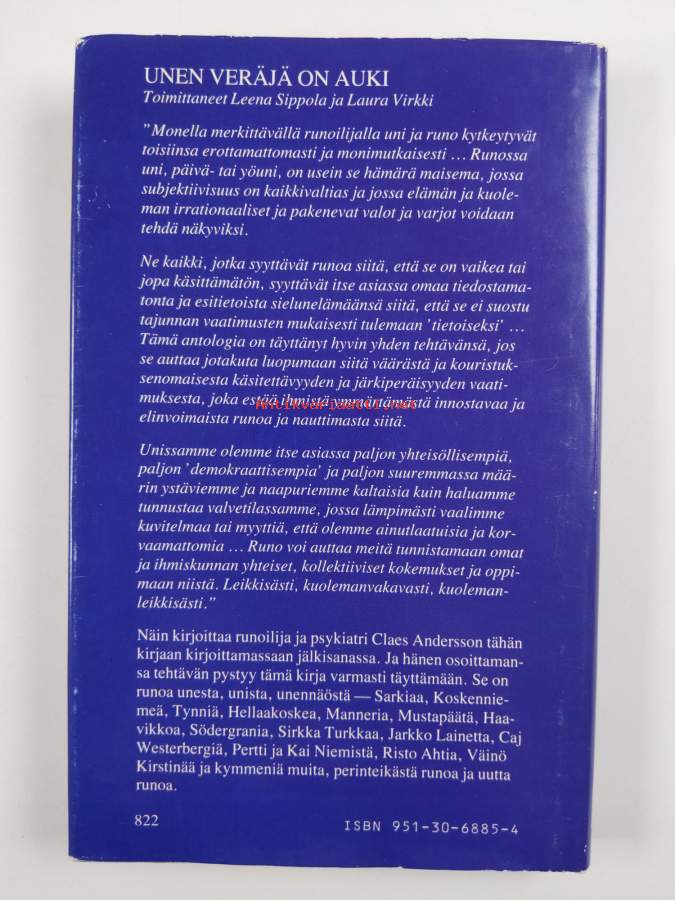 UNEN VERÄJÄ ON AUKI
Toimittaneet Leena Sippola ja Laura Virkki
"Monella merkittävällä runoilijalla uni ja runo kytkeytyvät
toisiinsa erottamattomasti ja monimutkaisesti ... Runossa
uni, päivä- tai yöuni, on usein se hämärä maisema, jossa
subjektiivisuus on kaikkivaltias ja jossa elämän ja kuole-
man irrationaaliset ja pakenevat valot ja varjot voidaan
tehdä näkyviksi.
Ne kaikki, jotka syyttävät runoa siitä, että se on vaikea tai
jopa käsittämätön, syyttävät itse asiassa omaa tiedostama-
tonta ja esitietoista sielunelämäänsä siitä, että se ei suostu
tajunnan vaatimusten mukaisesti tulemaan 'tietoiseksi' ...
Tämä antologia on täyttänyt hyvin yhden tehtävänsä, jos
se auttaa jotakuta luopumaan siitä väärästä ja kouristuk-
senomaisesta käsitettävyyden ja järkiperäisyyden vaati-
muksesta, joka estää ihmistä ymmärtämästä innostavaa ja
elinvoimaista runoa ja nauttimasta siitä.
Antikvariaatti.net
Unissamme olemme itse asiassa paljon yhteisöllisempiä,
paljon 'demokraattisempia' ja paljon suuremmassa mää-
rin ystäviemme ja naapuriemme kaltaisia kuin haluamme
tunnustaa valvetilassamme, jossa lämpimästi vaalimme
kuvitelmaa tai myyttiä, että olemme ainutlaatuisia ja kor-
vaamattomia ... Runo voi auttaa meitä tunnistamaan omat
ja ihmiskunnan yhteiset, kollektiiviset kokemukset ja oppi-
maan niistä. Leikkisästi, kuolemanvakavasti, kuoleman-
leikkisästi."
Näin kirjoittaa runoilija ja psykiatri Claes Andersson tähän
kirjaan kirjoittamassaan jälkisanassa. Ja hänen osoittaman-
sa tehtävän pystyy tämä kirja varmasti täyttämään. Se on
runoa unesta, unista, unennäöstä — Sarkiaa, Koskennie-
meä, Tynniä, Hellaakoskea, Manneria, Mustapäätä, Haa-
vikkoa, Södergrania, Sirkka Turkkaa, Jarkko Lainetta, Caj
Westerbergiä, Pertti ja Kai Niemistä, Risto Ahtia, Väinö
Kirstinää ja kymmeniä muita, perinteikästä runoa ja uutta
runoa.
822
ISBN 951-30-6885-4